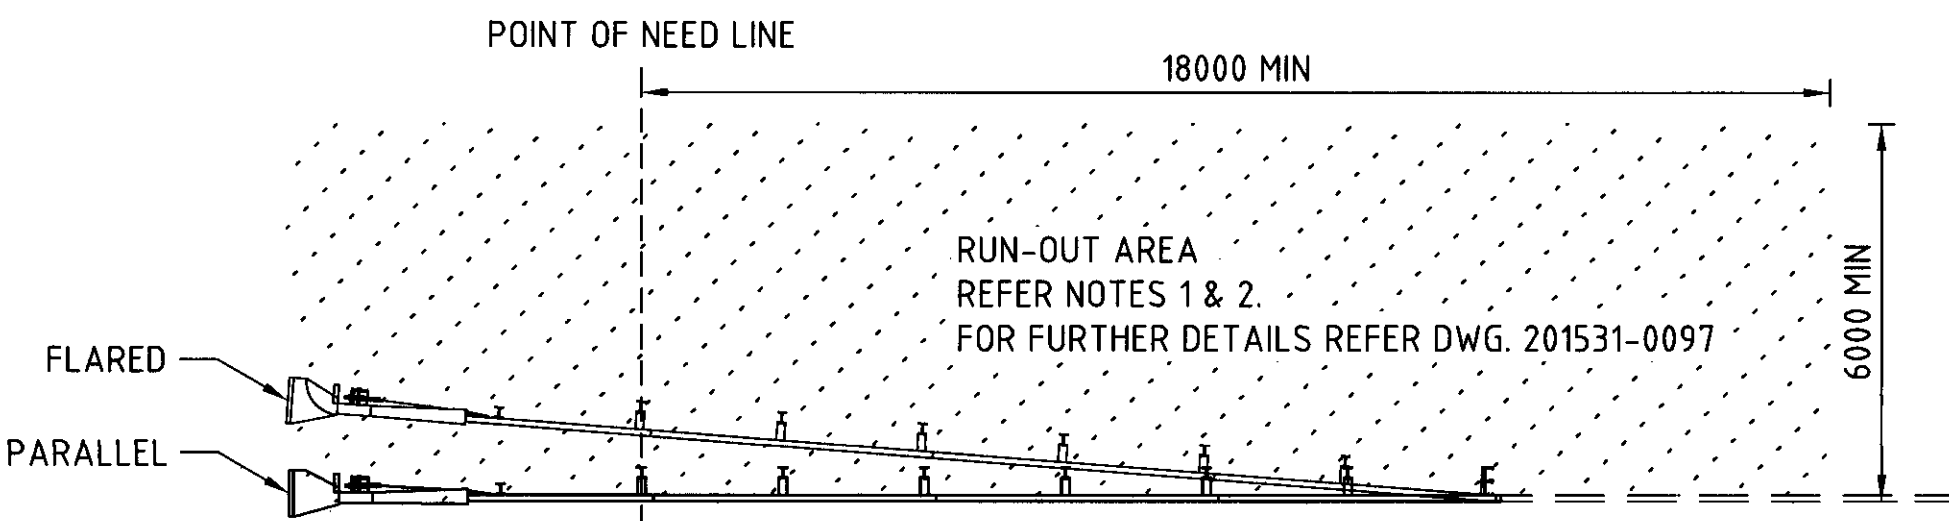 POINT OF NEED LINE
18000 MIN
RUN-OUT AREA
REFER NOTES 1 & 2.
FOR FURTHER DETAILS REFER DWG. 201531-0097
6000 MIN
FLARED
PARALLEL